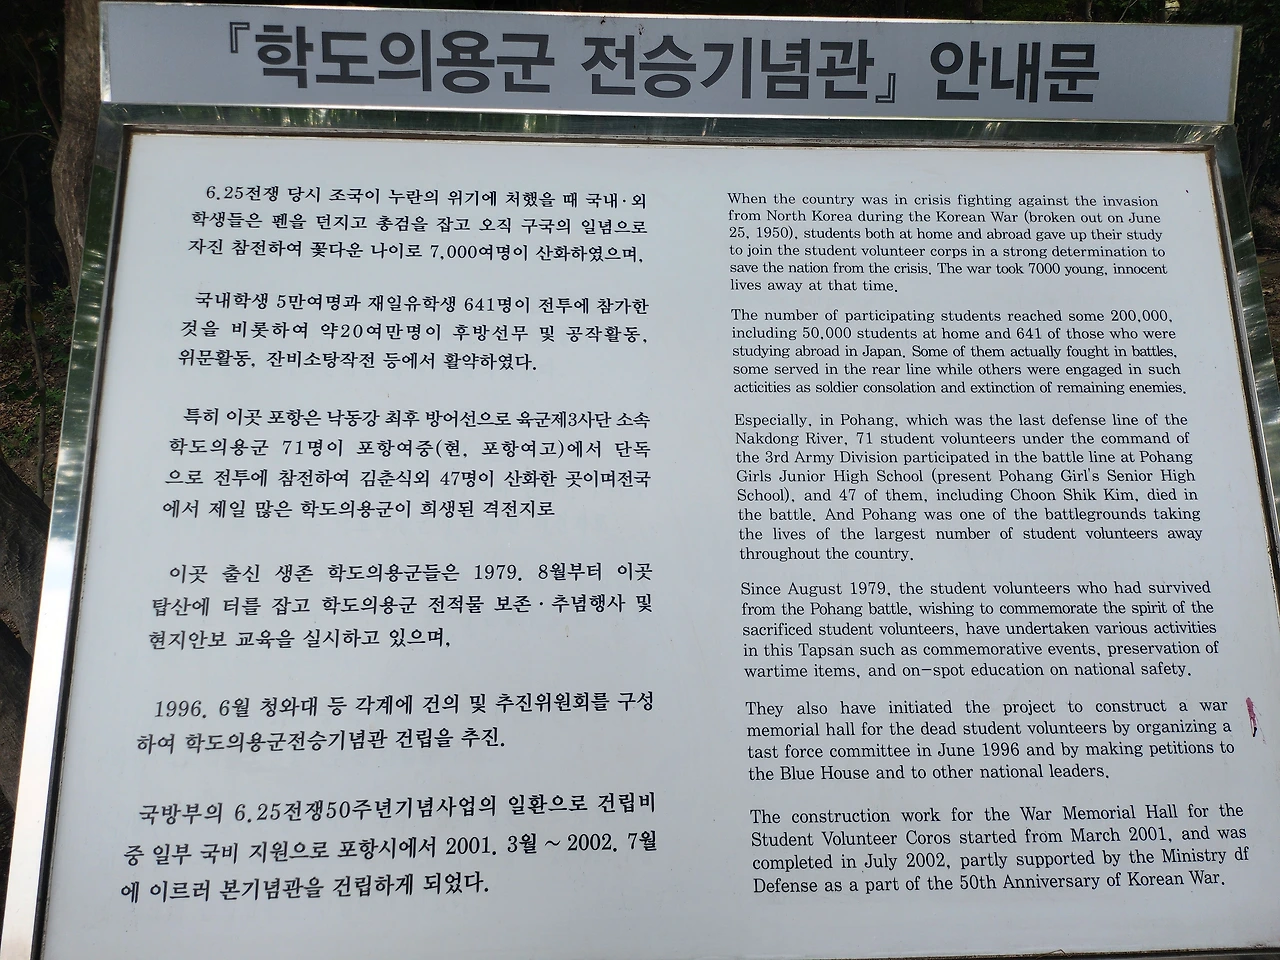 『학도의용군 전승기념관』 안내문
6.25전쟁 당시 조국이 누란의 위기에 처했을 때 국내·외
학생들은 펜을 던지고 총검을 잡고 오직 구국의 일념으로
자진 참전하여 꽃다운 나이로 7,000여명이 산화하였으며,
국내학생 5만여명과 재일유학생 641명이 전투에 참가한
것을 비롯하여 약20여만명이 후방선무 및 공작활동,
위문활동, 잔비소탕작전 등에서 활약하였다.
특히 이곳 포항은 낙동강 최후 방어선으로 육군제3사단 소속
학도의용군 71명이 포항여중(현, 포항여고)에서 단독
으로 전투에 참전하여 김춘식외 47명이 산화한 곳이며전국
에서 제일 많은 학도의용군이 희생된 격전지로
이곳 출신 생존 학도의용군들은 1979. 8월부터 이곳
탑산에 터를 잡고 학도의용군 전적물 보존·추념행사 및
현지안보 교육을 실시하고 있으며,
1996. 6월 청와대 등 각계에 건의 및 추진위원회를 구성
하여 학도의용군전승기념관 건립을 추진.
국방부의 6.25전쟁50주년기념사업의 일환으로 건립비
중 일부 국비 지원으로 포항시에서 2001. 3월 ~ 2002. 7월
에 이르러 본기념관을 건립하게 되었다.
When the country was in crisis fighting against the invasion
from North Korea during the Korean War (broken out on June
25, 1950), students both at home and abroad gave up their study
to join the student volunteer corps in a strong determination to
save the nation from the crisis. The war took 7000 young, innocent
lives away at that time.
The number of participating students reached some 200,000,
including 50,000 students at home and 641 of those who were
studying abroad in Japan. Some of them actually fought in battles,
some served in the rear line while others were engaged in such
acticities as soldier consolation and extinction of remaining enemies.
Especially, in Pohang, which was the last defense line of the
Nakdong River, 71 student volunteers under the command of
the 3rd Army Division participated in the battle line at Pohang
Girls Junior High School (present Pohang Girl's Senior High
School), and 47 of them, including Choon Shik Kim, died in
the battle. And Pohang was one of the battlegrounds taking
the lives of the largest number of student volunteers away
throughout the country.
Since August 1979, the student volunteers who had survived
from the Pohang battle, wishing to commemorate the spirit of the
sacrificed student volunteers, have undertaken various activities
in this Tapsan such as commemorative events, preservation of
wartime items, and on-spot education on national safety.
They also have initiated the project to construct a war
memorial hall for the dead student volunteers by organizing a
tast force committee in June 1996 and by making petitions to
the Blue House and to other national leaders.
The construction work for the War Memorial Hall for the
Student Volunteer Coros started from March 2001, and was
completed in July 2002, partly supported by the Ministry df
Defense as a part of the 50th Anniversary of Korean War.